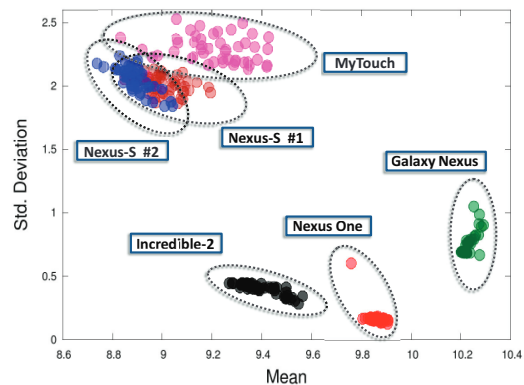 2.5
2
1.5
1
0.5
0
Std. Deviation
MyTouch
Nexus-S #1
Nexus-S #2
Galaxy Nexus
Nexus One
Incredible-2
8.6 8.8 9 9.2 9.4 9.6 9.8 10 10.2 10.4
Mean